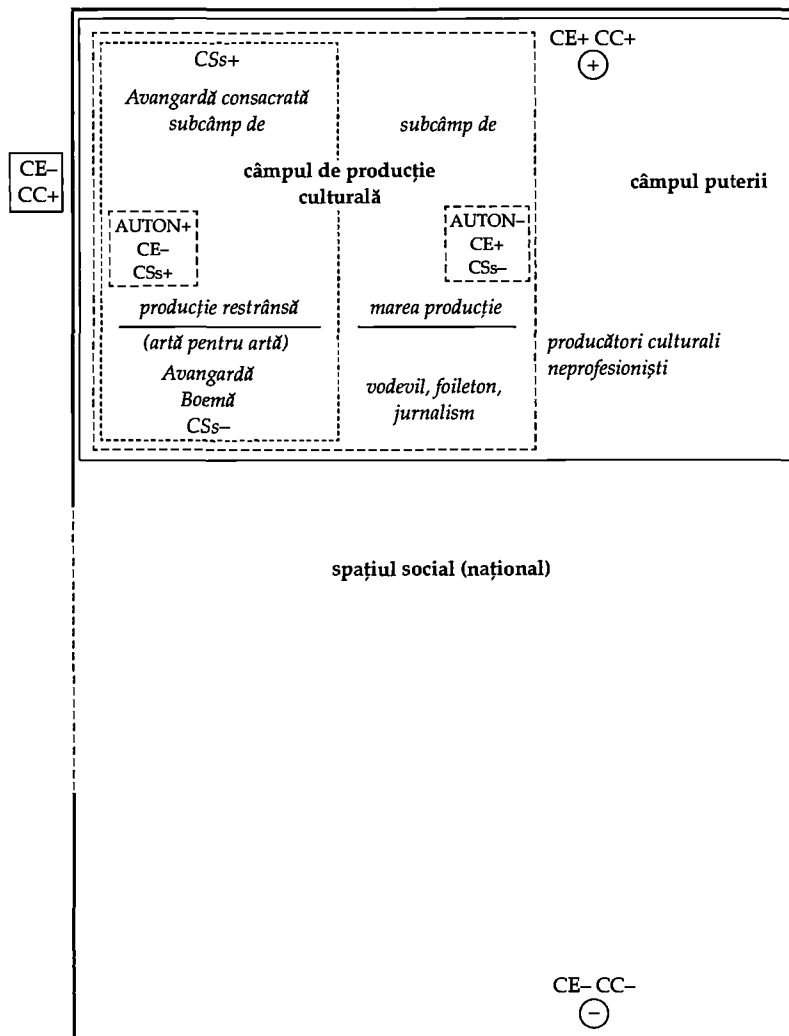 CE+ CC+
+
CSs+
Avangardă consacrată
subcâmp de
subcâmp de
CE–
CC+
câmpul de producție
culturală
câmpul puterii
AUTON+
CE–
CSs+
AUTON–
CE+
CSs–
producție restrânsă
marea producție
(artă pentru artă)
Avangardă
Boemă
CSs–
vodevil, foileton,
jurnalism
producători culturali
neprofesioniști
spațiul social (național)
CE– CC–
–